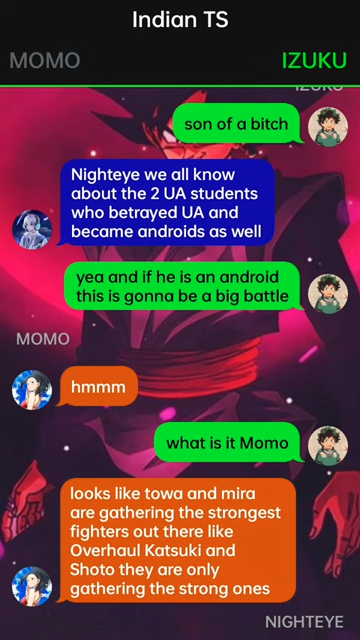 Indian TS
MOMO IZUKU
IZUKU
son of a bitch
Nighteye we all know
about the 2 UA students
who betrayed UA and
became androids as well
yea and if he is an android
this is gonna be a big battle
MOMO
hmmm
what is it Momo
looks like towa and mira
are gathering the strongest
fighters out there like
Overhaul Katsuki and
Shoto they are only
gathering the strong ones
NIGHTEYE